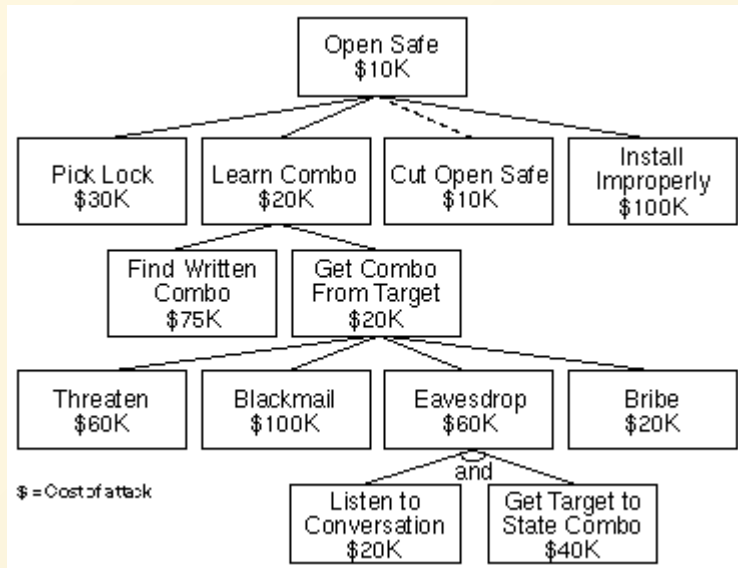 Open Safe
$10K
Pick Lock
$30K
Learn Combo
$20K
Cut Open Safe
$10K
Install
Improperly
$100K
Find Written
Combo
$75K
Get Combo
From Target
$20K
Threaten
$60K
Blackmail
$100K
Eavesdrop
$60K
Bribe
$20K
and
$ = Cost of attack
Listen to
Conversation
$20K
Get Target to
State Combo
$40K